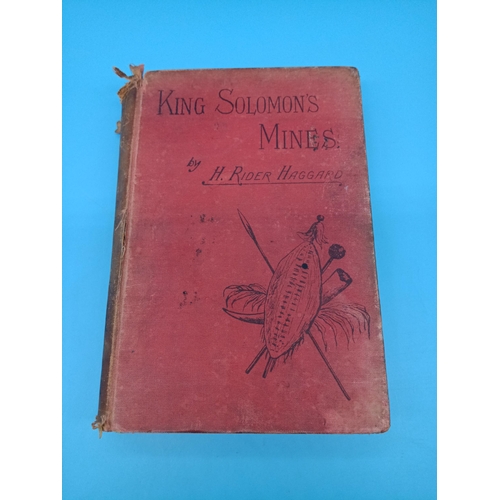 KING SOLOMON'S
MINES.
by H. RIDER HAGGARD